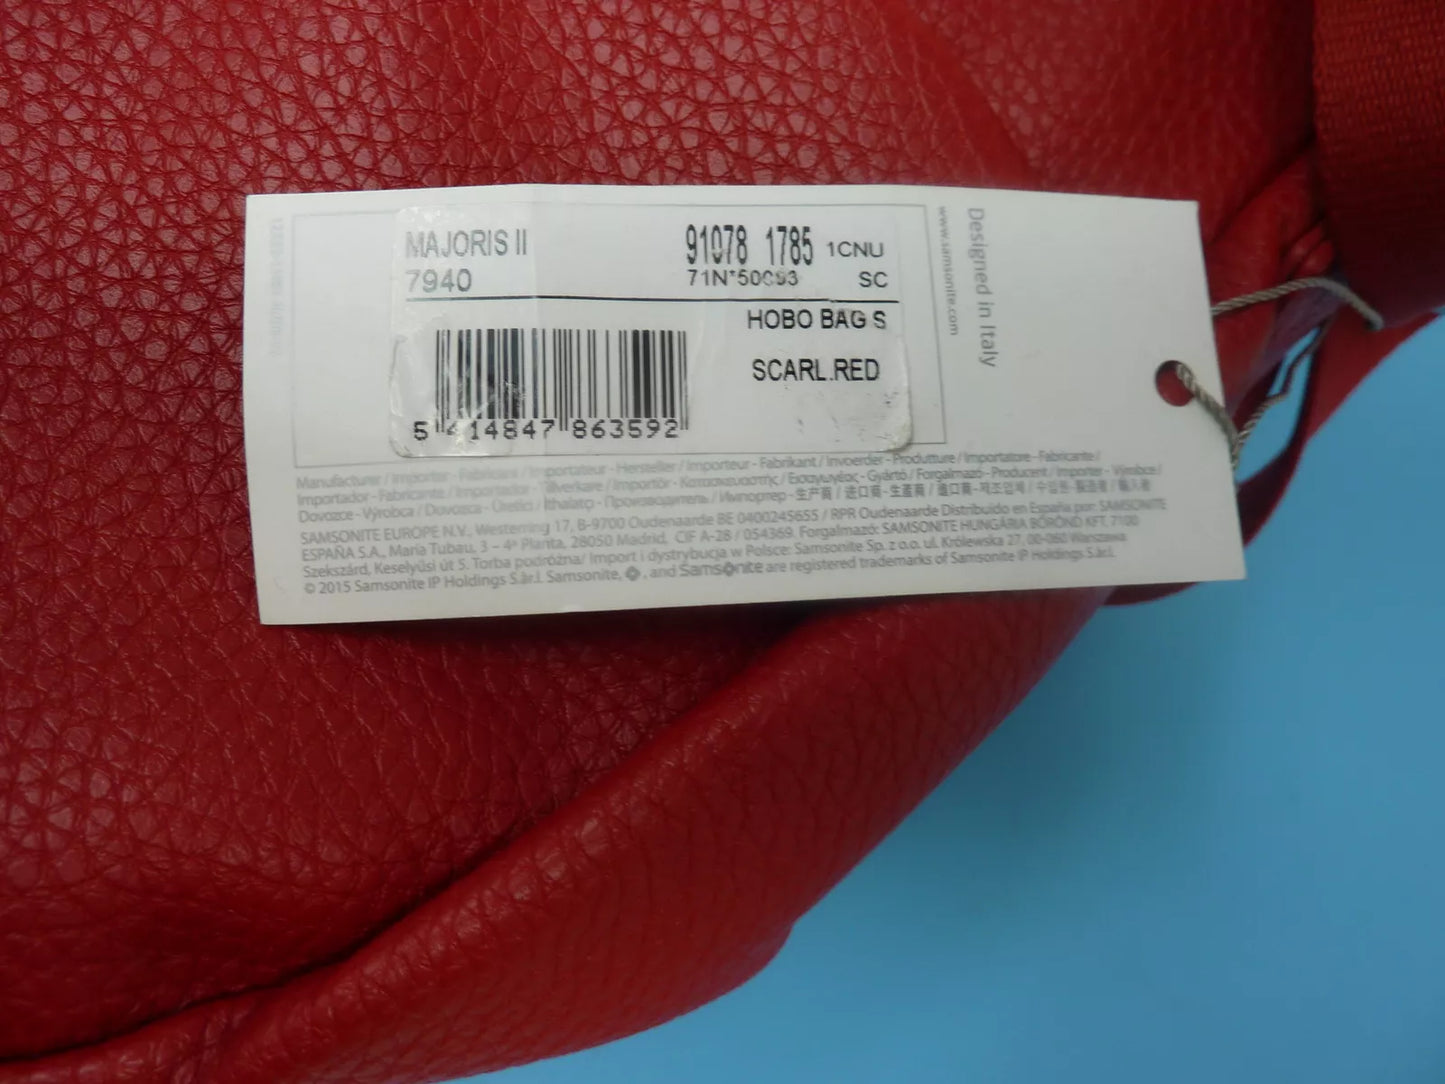 MAJORIS II 91078 1785 1CNU
7940 71N*50093 SC
HOBO BAG S
SCARL.RED
5 414847 863592
Designed in Italy
www.samsonite.com
Manufacturer / Importer - Fabricant / Importateur - Hersteller / Importeur - Fabrikant / Invoerder - Produttore / Importatore - Fabricante /
Importador - Fabricante / Importador - Tillverkare / Importör - Κατασκευαστής / Εισαγωγέας - Gyártó / Forgalmazó - Producent / Importer - Výrobce /
Dovozce - Výrobca / Dovozca - Üretici / İthalatçı - Производитель / Импортер - 生产商 / 进口商 - 生產商 / 進口商 - 제조업체 / 수입원 - 製造者 / 輸入者
SAMSONITE EUROPE N.V., Westerring 17, B-9700 Oudenaarde BE 0400245655 / RPR Oudenaarde Distribuido en España por: SAMSONITE
ESPAÑA S.A., María Tubau, 3 – 4ª Planta, 28050 Madrid, CIF A-28 / 054369. Forgalmazó: SAMSONITE HUNGÁRIA BŐRÖND KFT. 7100
Szekszárd, Keselyűsi út 5. Torba podróżna/ Import i dystrybucja w Polsce: Samsonite Sp. z o.o. ul. Królewska 27, 00-060 Warszawa
© 2015 Samsonite IP Holdings S.àr.l. Samsonite, , and Samsonite are registered trademarks of Samsonite IP Holdings S.àr.l.